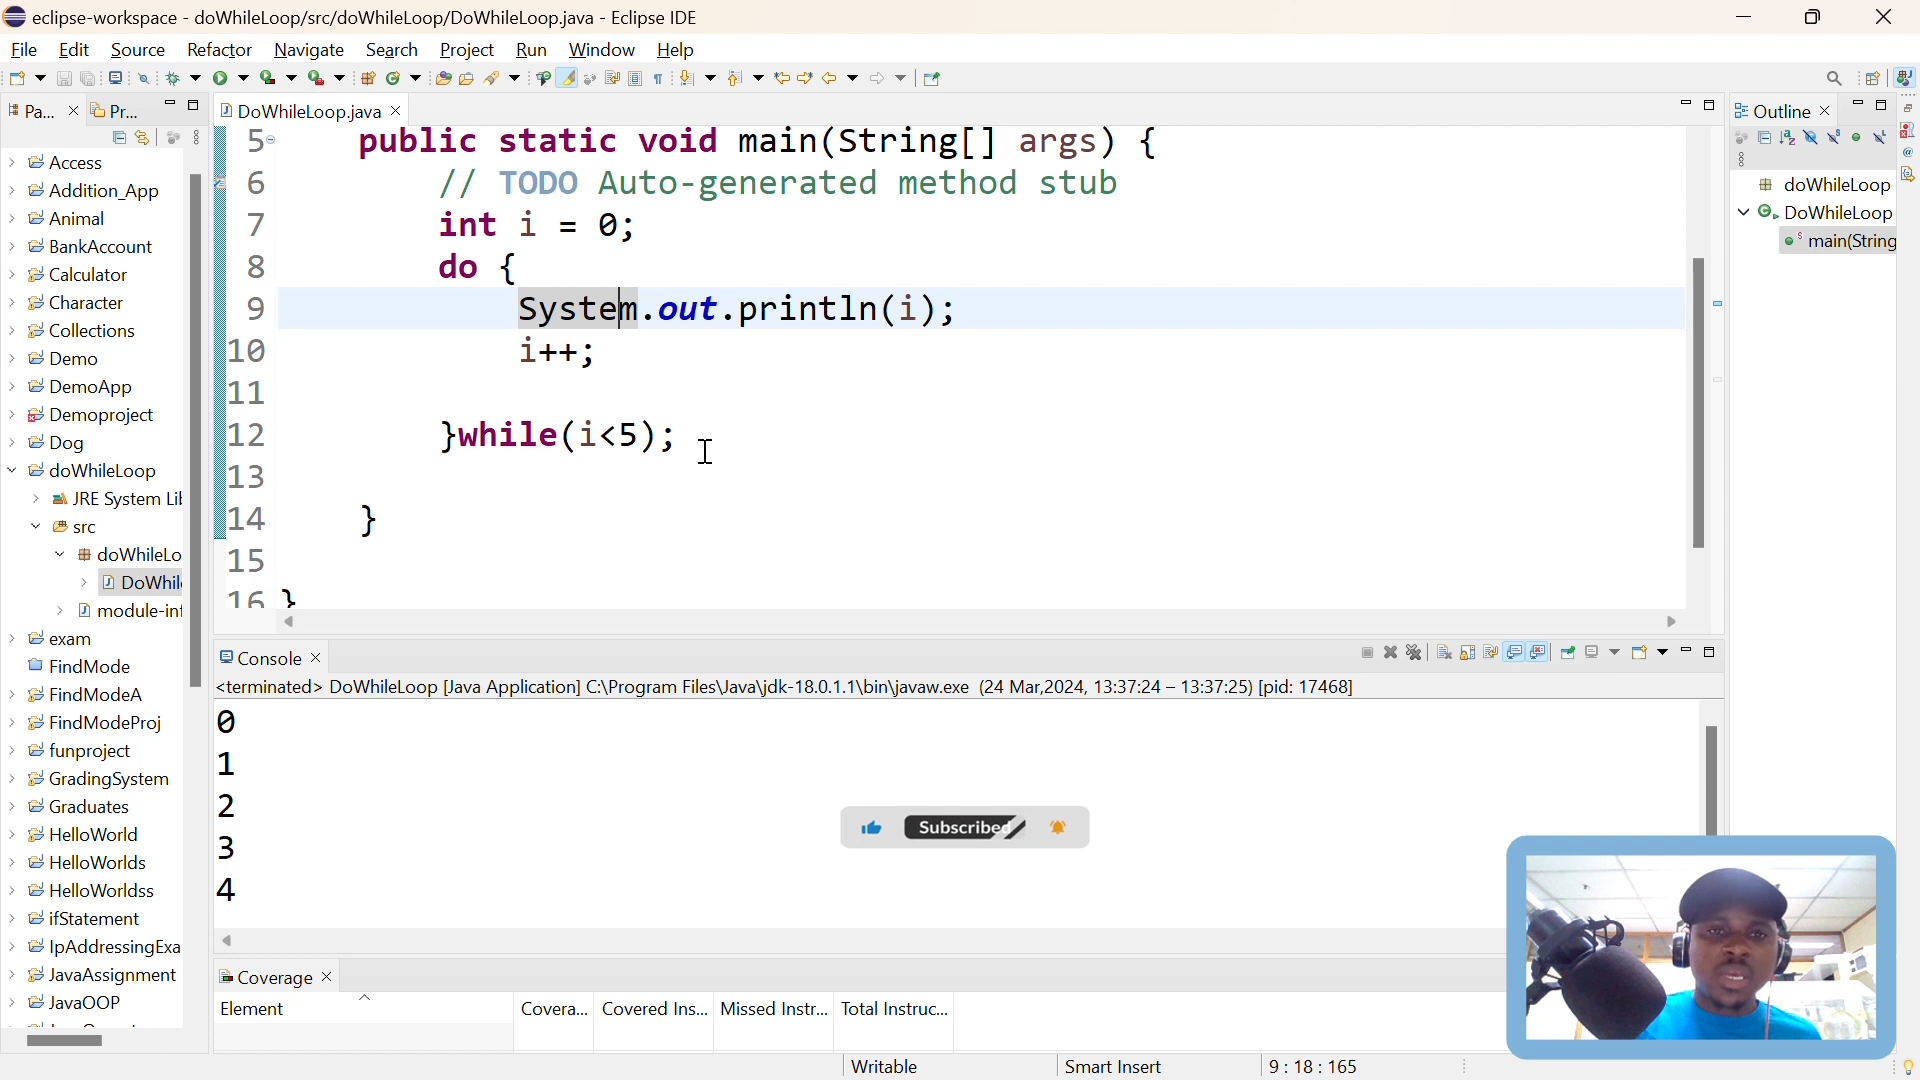 eclipse-workspace - doWhileLoop/src/doWhileLoop/DoWhileLoop.java - Eclipse IDE
File Edit Source Refactor Navigate Search Project Run Window Help
Pa... Pr...
Access
Addition_App
Animal
BankAccount
Calculator
Character
Collections
Demo
DemoApp
Demoproject
Dog
doWhileLoop
JRE System Lib
src
doWhileLo
DoWhil
module-inf
exam
FindMode
FindModeA
FindModeProj
funproject
GradingSystem
Graduates
HelloWorld
HelloWorlds
HelloWorldss
ifStatement
IpAddressingExa
JavaAssignment
JavaOOP
DoWhileLoop.java
5 public static void main(String[] args) {
6 // TODO Auto-generated method stub
7 int i = 0;
8 do {
9 System.out.println(i);
10 i++;
11
12 }while(i<5);
13
14 }
15
16 }
Console
<terminated> DoWhileLoop [Java Application] C:\Program Files\Java\jdk-18.0.1.1\bin\javaw.exe (24 Mar,2024, 13:37:24 – 13:37:25) [pid: 17468]
0
1
2
3
4
Subscribed
Coverage
Element Covera... Covered Ins... Missed Instr... Total Instruc...
Writable Smart Insert 9 : 18 : 165
Outline
doWhileLoop
DoWhileLoop
main(String